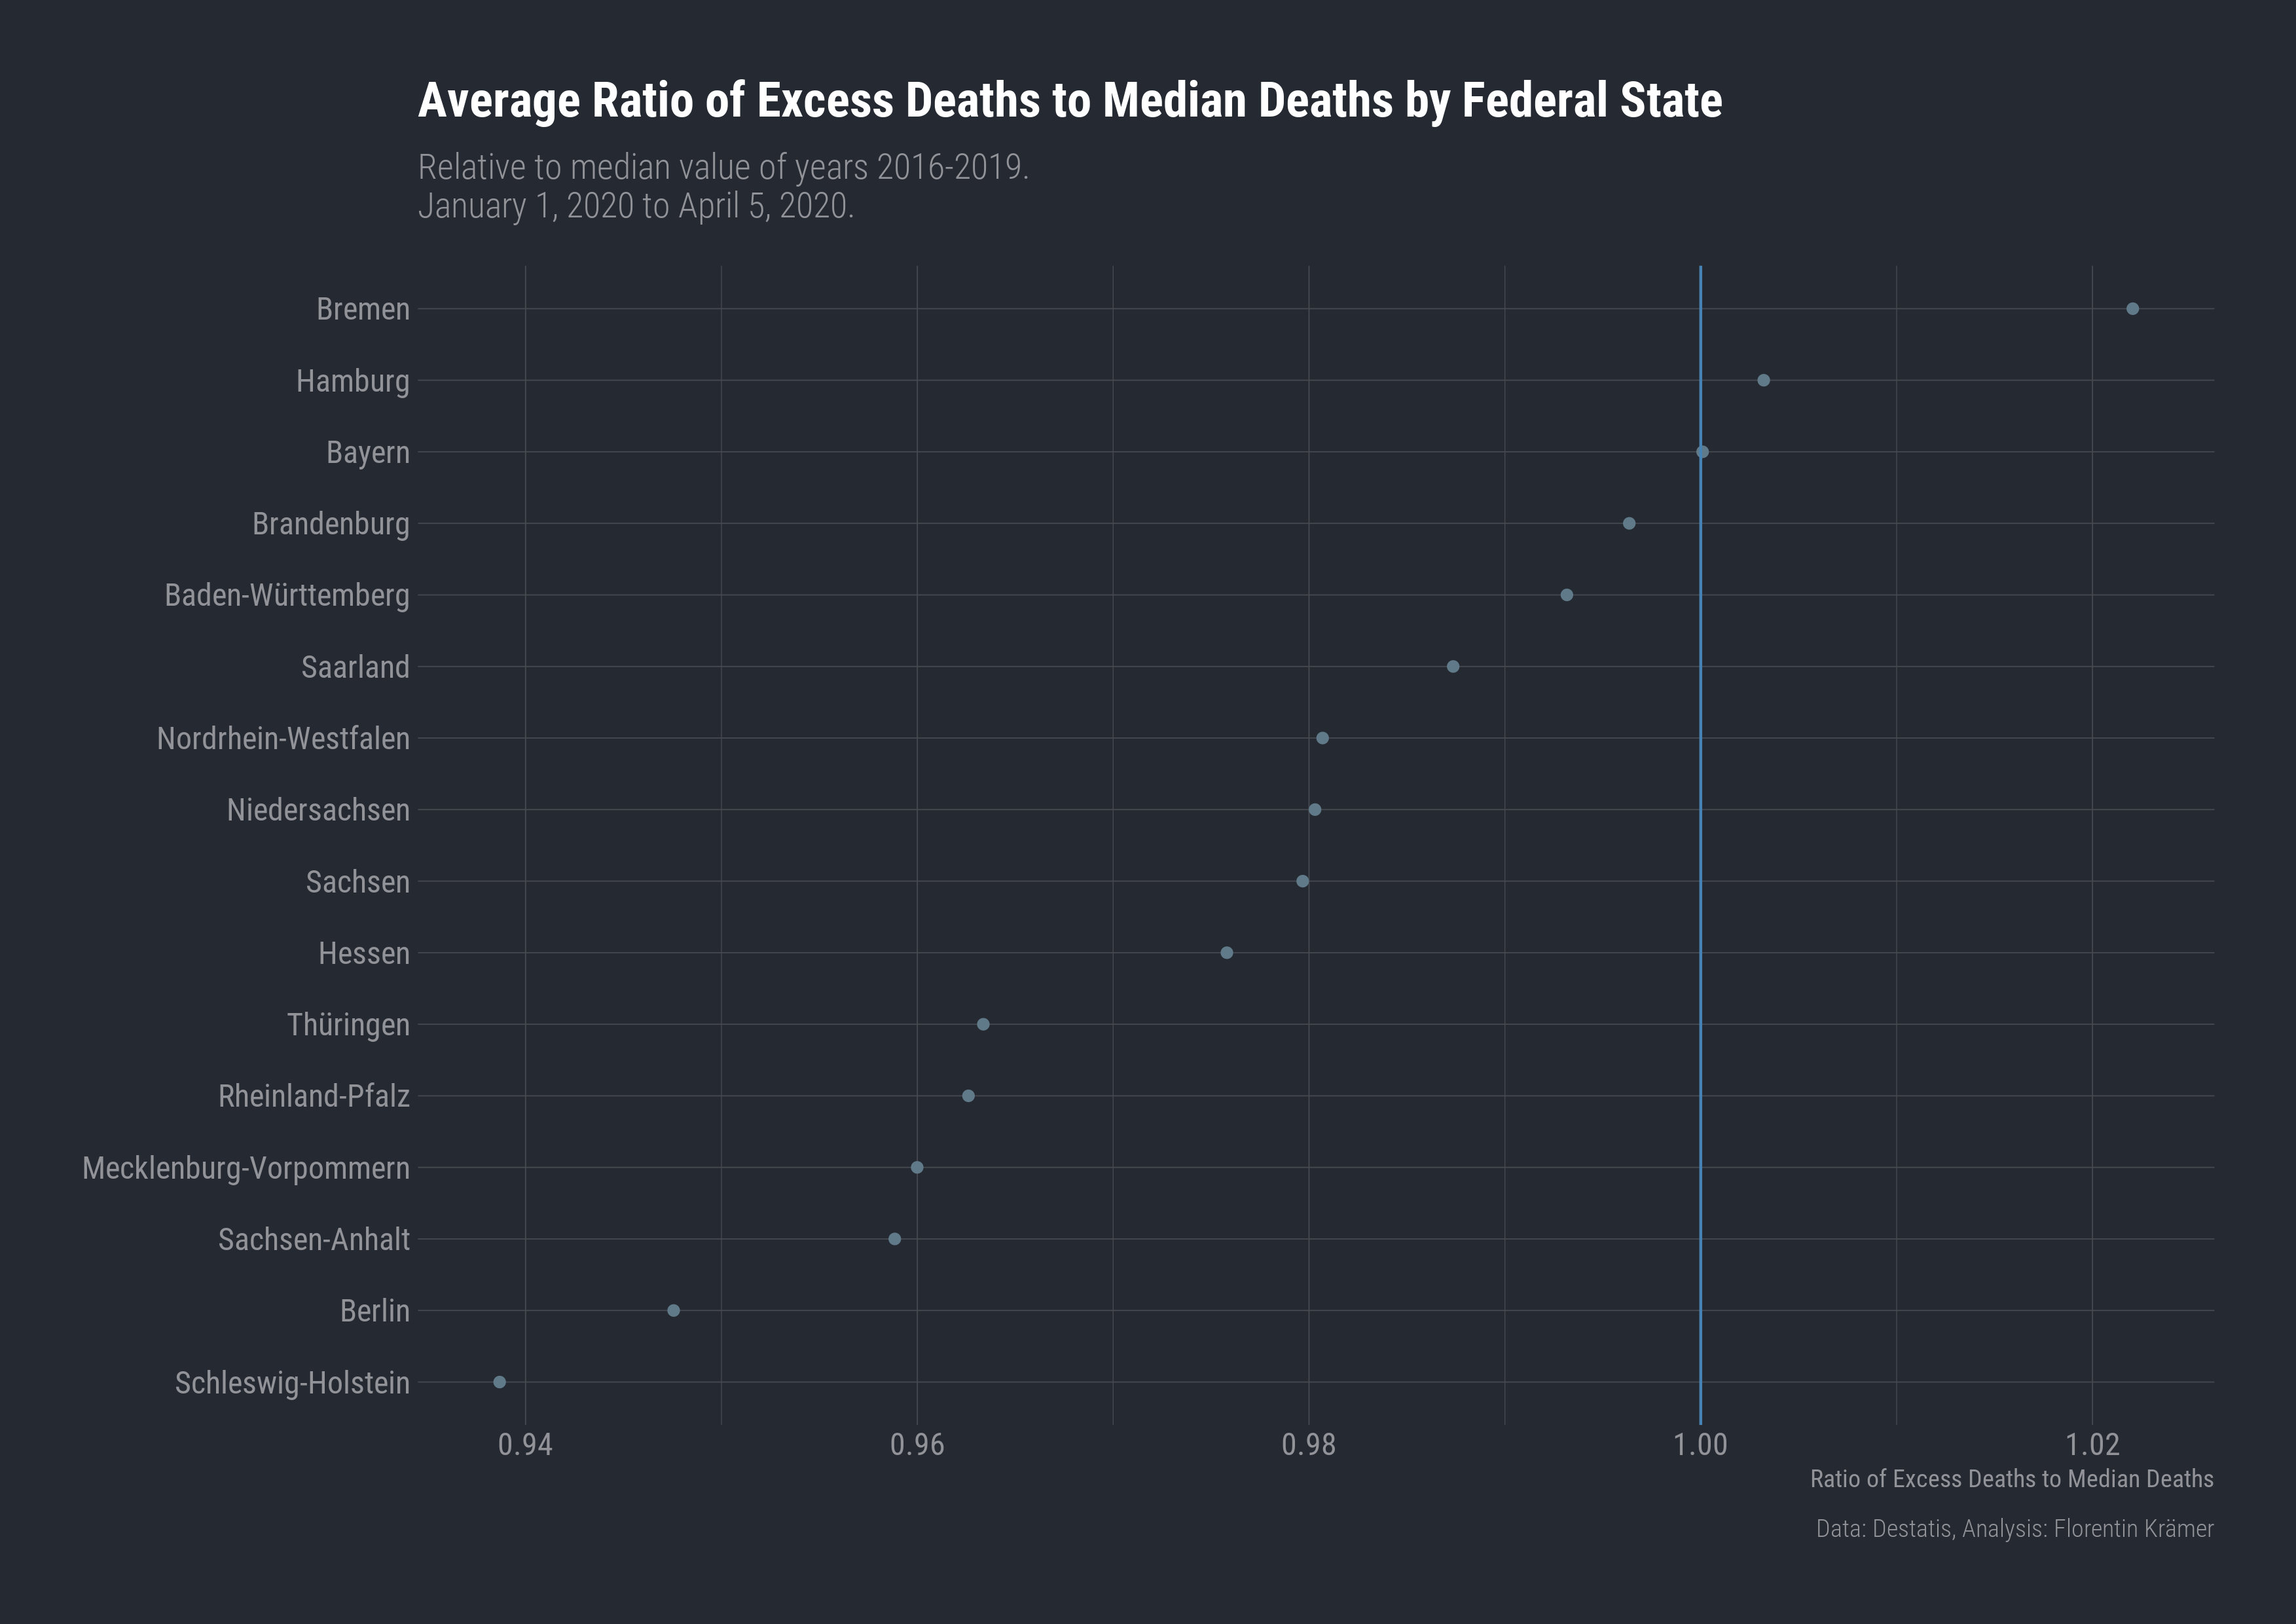 Average Ratio of Excess Deaths to Median Deaths by Federal State
Relative to median value of years 2016-2019.
January 1, 2020 to April 5, 2020.
Bremen
Hamburg
Bayern
Brandenburg
Baden-Württemberg
Saarland
Nordrhein-Westfalen
Niedersachsen
Sachsen
Hessen
Thüringen
Rheinland-Pfalz
Mecklenburg-Vorpommern
Sachsen-Anhalt
Berlin
Schleswig-Holstein
0.94 0.96 0.98 1.00 1.02
Ratio of Excess Deaths to Median Deaths
Data: Destatis, Analysis: Florentin Krämer